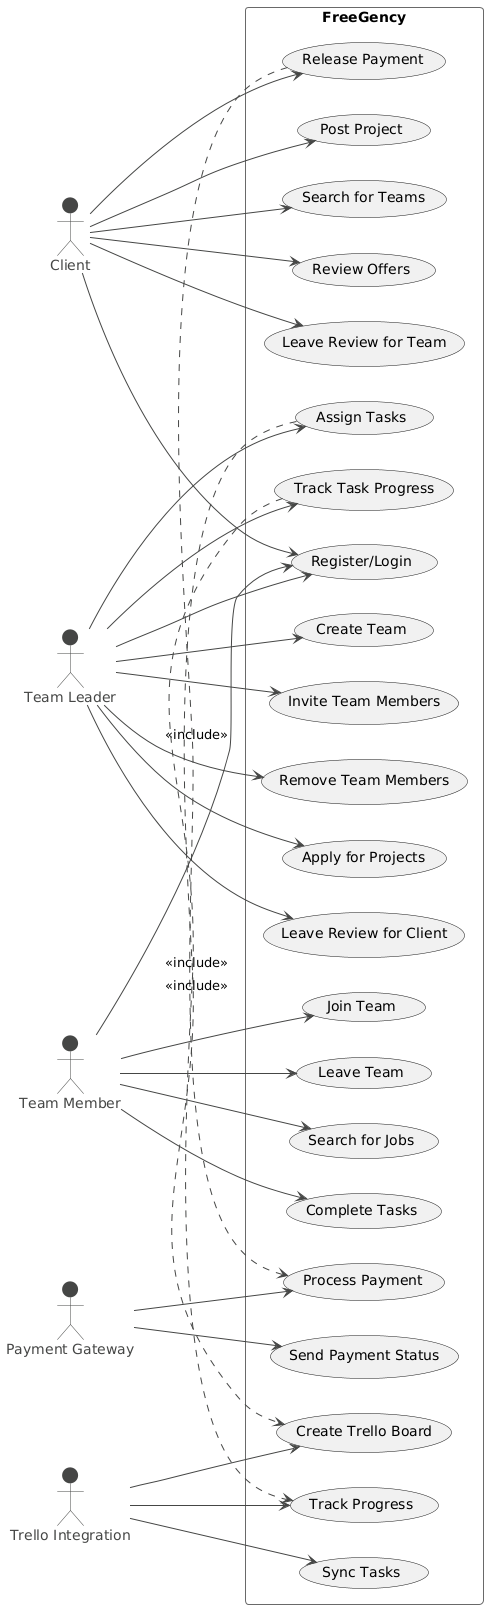 FreeGency
Release Payment
Post Project
Search for Teams
Client
Review Offers
Leave Review for Team
Assign Tasks
Track Task Progress
Register/Login
Create Team
Team Leader
Invite Team Members
«include»
Remove Team Members
Apply for Projects
Leave Review for Client
«include»
«include»
Join Team
Leave Team
Team Member
Search for Jobs
Complete Tasks
Process Payment
Payment Gateway
Send Payment Status
Create Trello Board
Track Progress
Trello Integration
Sync Tasks